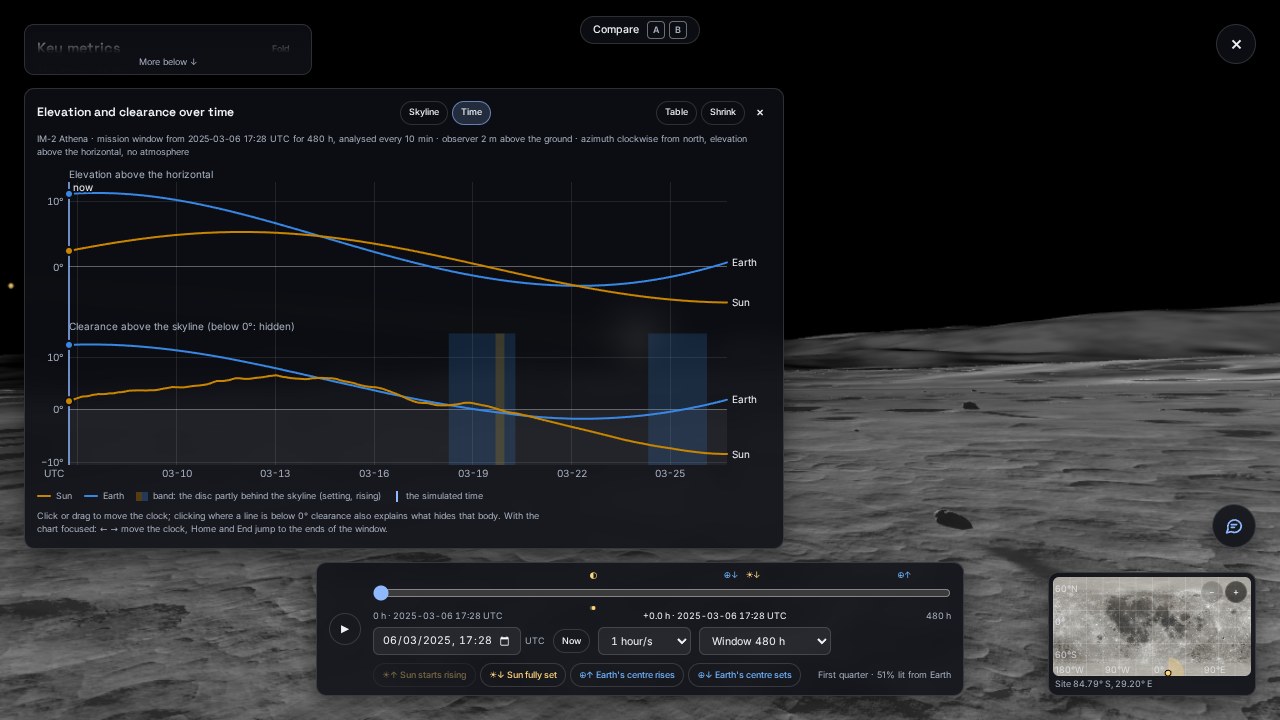 Compare A B
Key metrics Fold
More below ↓
Elevation and clearance over time Skyline Time Table Shrink ×
IM-2 Athena · mission window from 2025-03-06 17:28 UTC for 480 h, analysed every 10 min · observer 2 m above the ground · azimuth clockwise from north, elevation
above the horizontal, no atmosphere
Elevation above the horizontal
now
10°
0°
Earth
Sun
Clearance above the skyline (below 0°: hidden)
10°
0°
−10°
Earth
Sun
UTC 03-10 03-13 03-16 03-19 03-22 03-25
Sun Earth band: the disc partly behind the skyline (setting, rising) the simulated time
Click or drag to move the clock; clicking where a line is below 0° clearance also explains what hides that body. With the
chart focused: ← → move the clock, Home and End jump to the ends of the window.
0 h · 2025-03-06 17:28 UTC +0.0 h · 2025-03-06 17:28 UTC 480 h
06/03/2025, 17:28 UTC Now 1 hour/s Window 480 h
☀↑ Sun starts rising ☀↓ Sun fully set ⊕↑ Earth's centre rises ⊕↓ Earth's centre sets First quarter · 51% lit from Earth
60°N
0°
60°S
180°W 90°W 0° 90°E
Site 84.79° S, 29.20° E